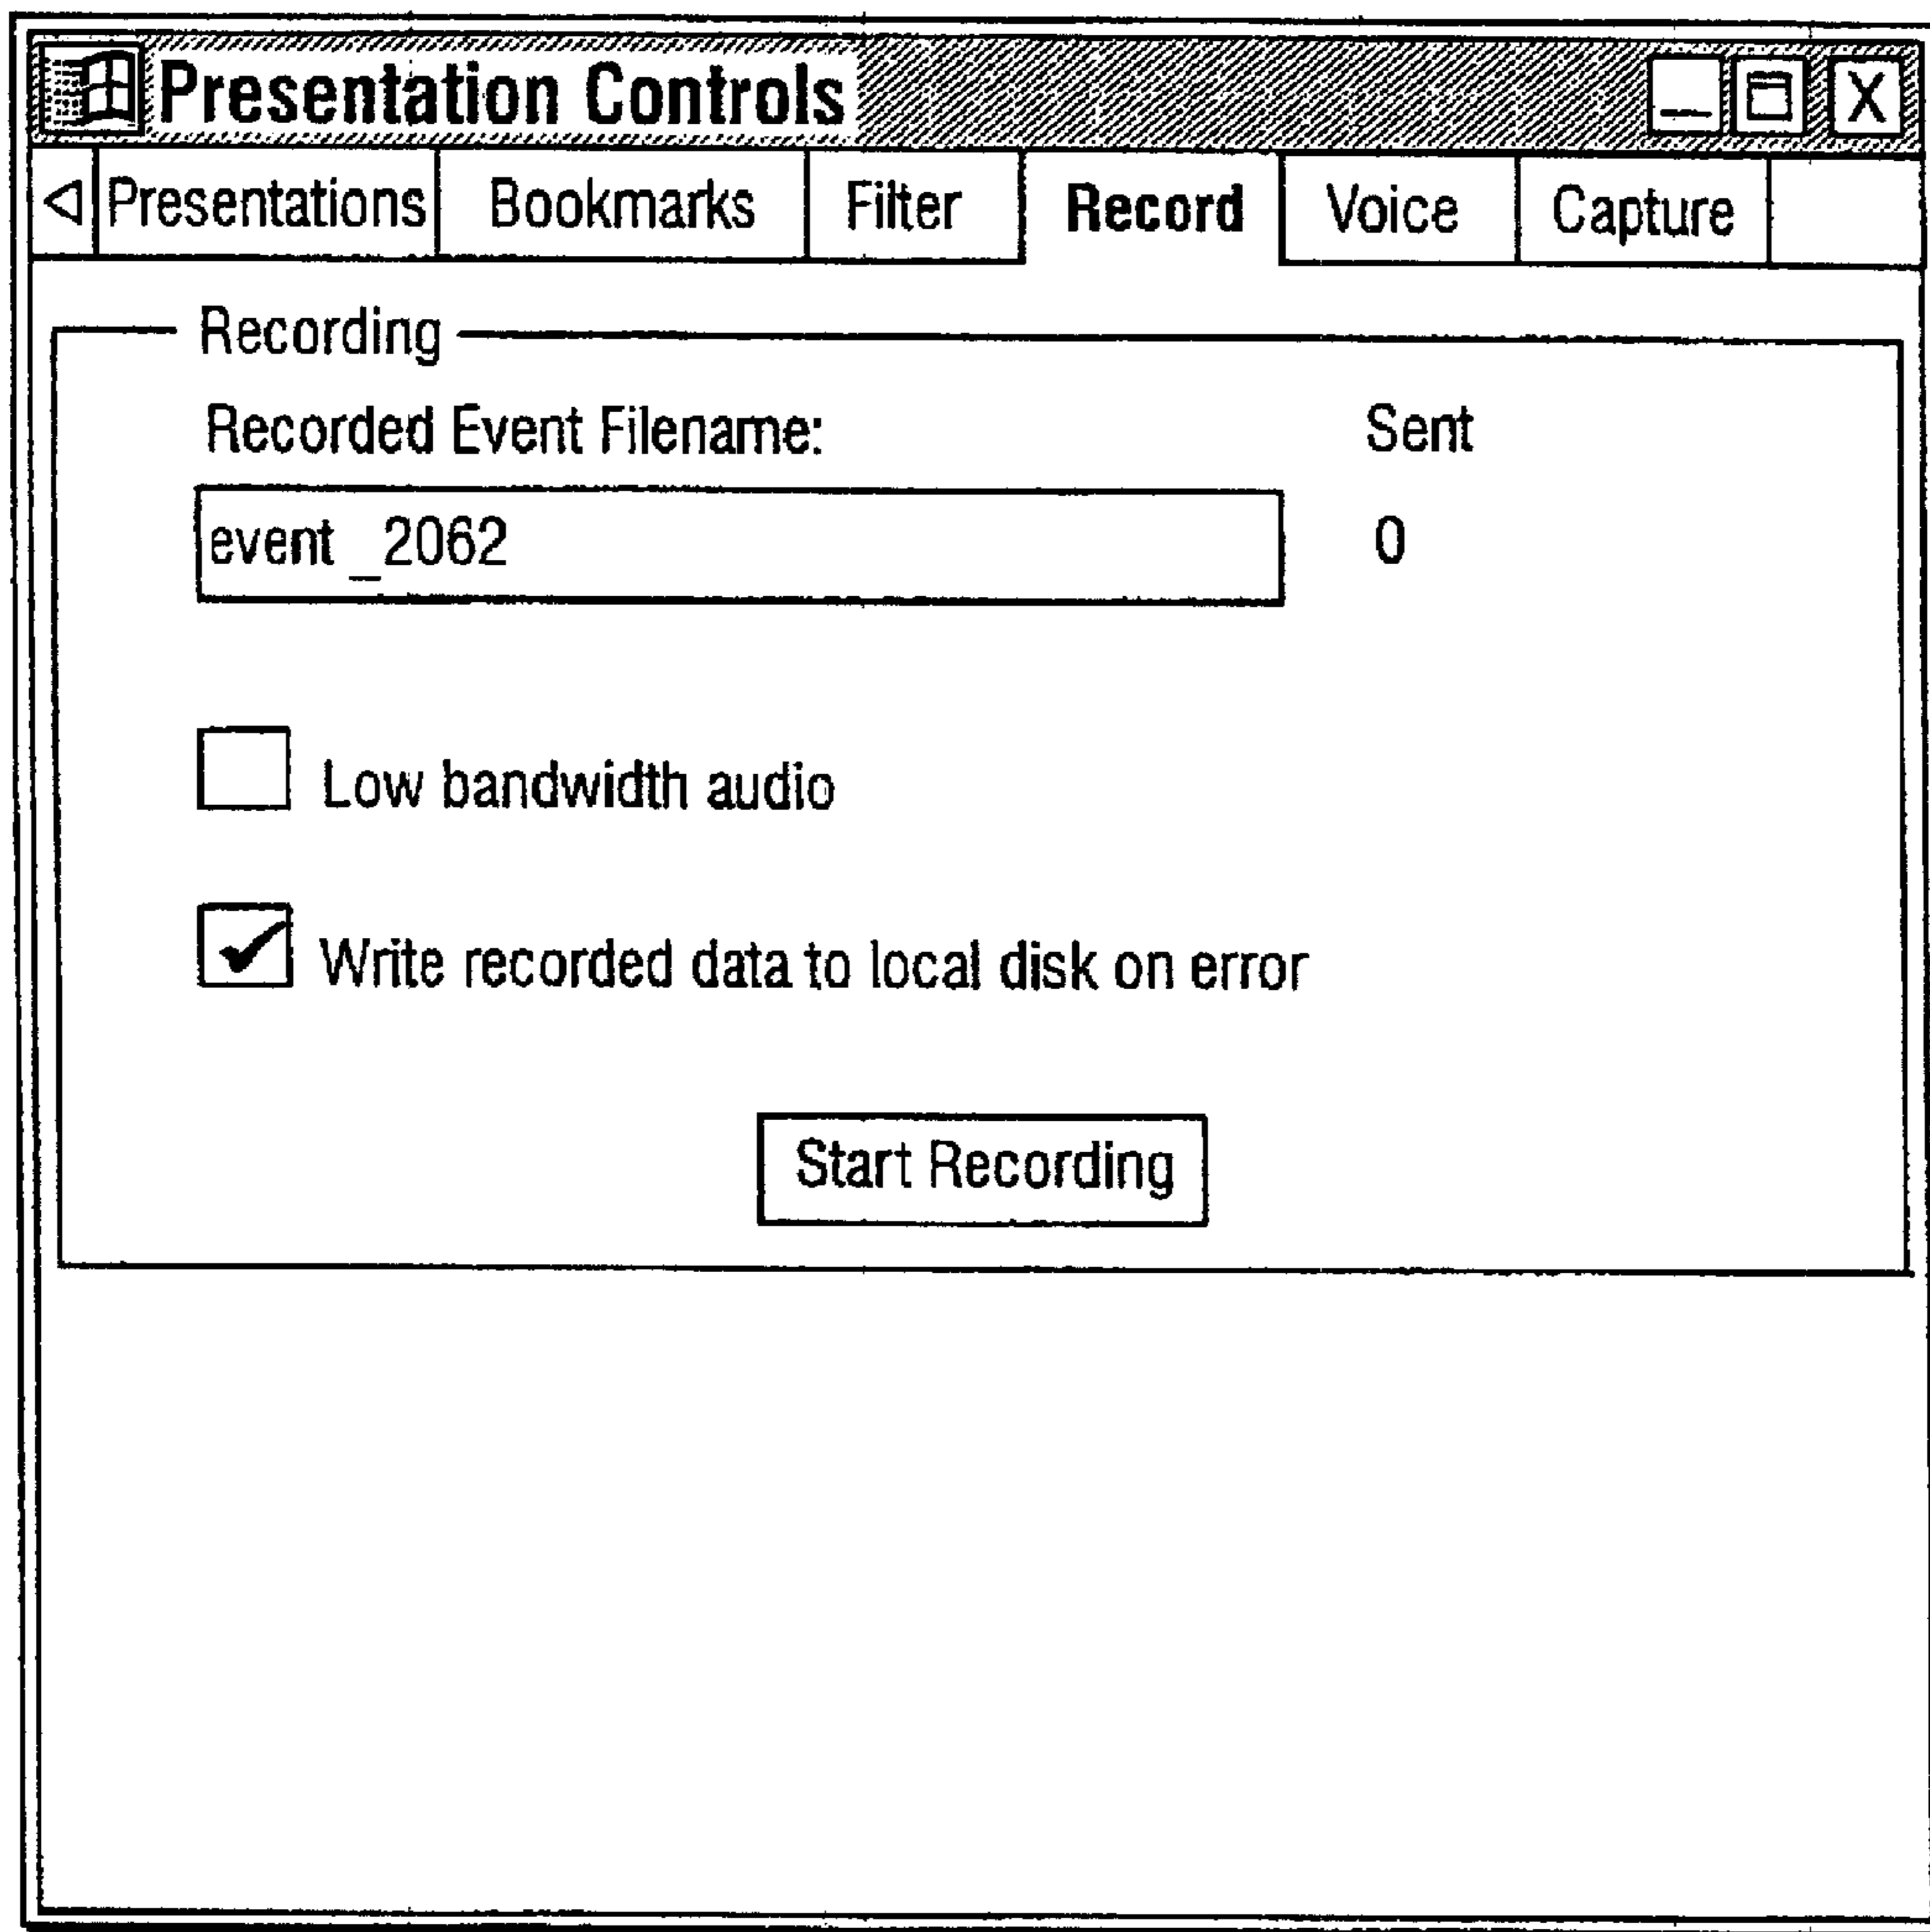 Presentation Controls
Presentations Bookmarks Filter Record Voice Capture
Recording
Recorded Event Filename: Sent
event _2062 0
Low bandwidth audio
Write recorded data to local disk on error
Start Recording